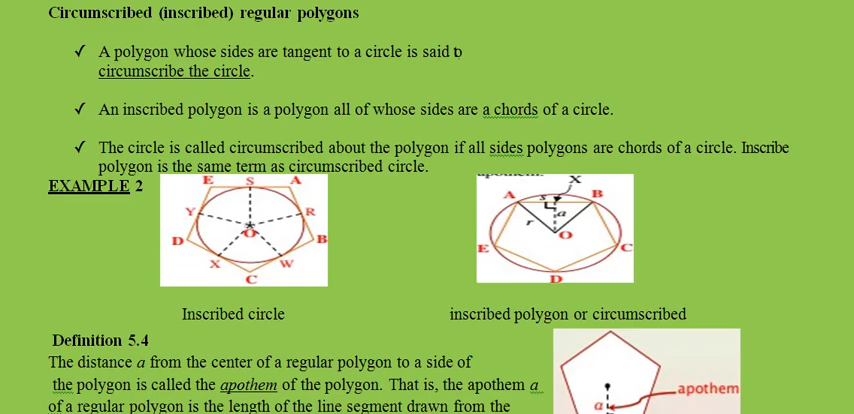 Circumscribed (inscribed) regular polygons
✓ A polygon whose sides are tangent to a circle is said to
circumscribe the circle.
✓ An inscribed polygon is a polygon all of whose sides are a chords of a circle.
✓ The circle is called circumscribed about the polygon if all sides polygons are chords of a circle. Inscribe
polygon is the same term as circumscribed circle.
EXAMPLE 2
E S A
Y R
D O B
X W
C
X
A s B
r a
O
E C
D
Inscribed circle
inscribed polygon or circumscribed
Definition 5.4
The distance a from the center of a regular polygon to a side of
the polygon is called the apothem of the polygon. That is, the apothem a
of a regular polygon is the length of the line segment drawn from the
apothem
a